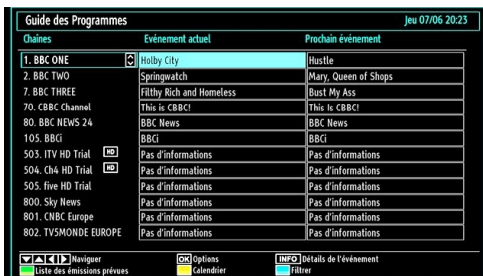 Guide des Programmes Jeu 07/06 20:23
Chaines Evénement actuel Prochain événement
1. BBC ONE Holby City Hustle
2. BBC TWO Springwatch Mary, Queen of Shops
7. BBC THREE Filthy Rich and Homeless Bust My Ass
70. CBBC Channel This is CBBC! This Is CBBC!
80. BBC NEWS 24 BBC News BBC News
105. BBCi BBCi BBCi
503. ITV HD Trial HD Pas d'informations Pas d'informations
504. Ch4 HD Trial HD Pas d'informations Pas d'informations
505. five HD Trial Pas d'informations Pas d'informations
800. Sky News Pas d'informations Pas d'informations
801. CNBC Europe Pas d'informations Pas d'informations
802. TV5MONDE EUROPE Pas d'informations Pas d'informations
Naviguer OK Options INFO Détails de l'événement
Liste des émissions prévues Calendrier Filtrer